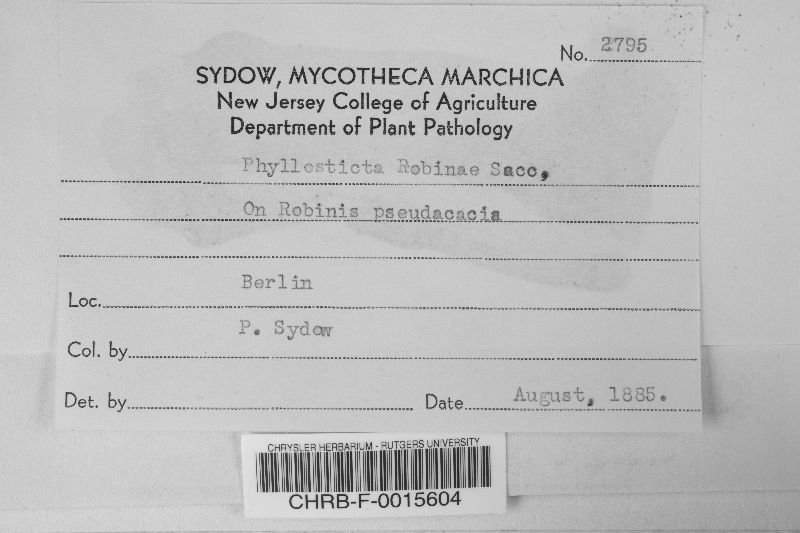 No. 2795
SYDOW, MYCOTHECA MARCHICA
New Jersey College of Agriculture
Department of Plant Pathology
Phyllosticta Robinae Sacc,
On Robinis pseudacacia
Loc. Berlin
Col. by P. Sydow
Det. by Date August, 1885.
CHRYSLER HERBARIUM - RUTGERS UNIVERSITY
CHRB-F-0015604